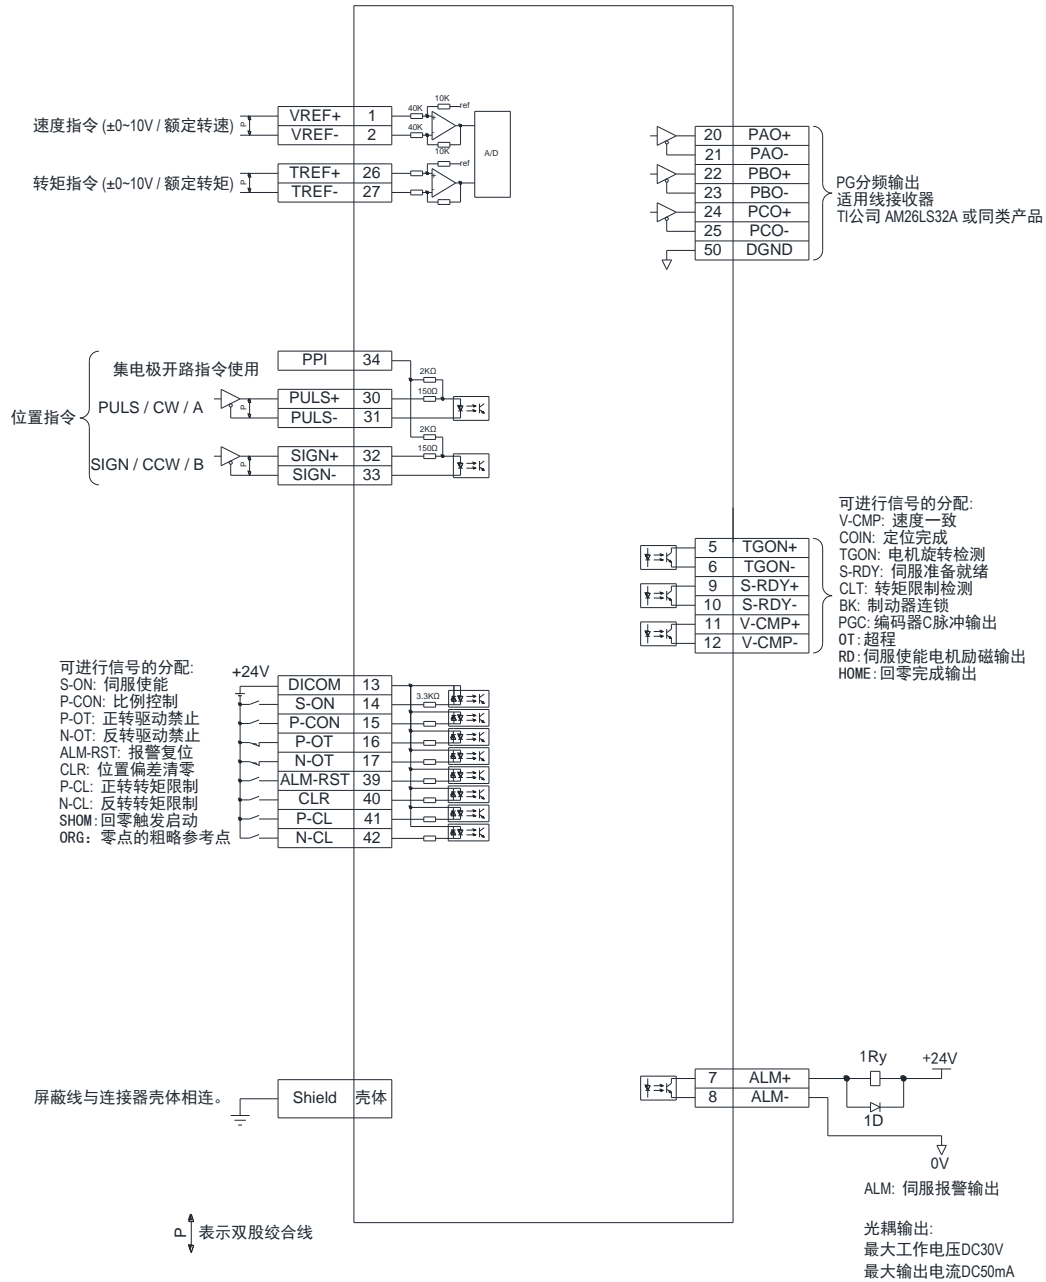 速度指令 (±0~10V / 额定转速)
P
VREF+ 1
VREF- 2
40K
40K
10K
10K
ref
A/D
转矩指令 (±0~10V / 额定转矩)
P
TREF+ 26
TREF- 27
ref
20 PAO+
21 PAO-
22 PBO+
23 PBO-
24 PCO+
25 PCO-
50 DGND
PG分频输出
适用线接收器
TI公司 AM26LS32A 或同类产品
位置指令
集电极开路指令使用
PPI 34
PULS / CW / A
P
PULS+ 30
PULS- 31
2KΩ
150Ω
SIGN / CCW / B
P
SIGN+ 32
SIGN- 33
2KΩ
150Ω
5 TGON+
6 TGON-
9 S-RDY+
10 S-RDY-
11 V-CMP+
12 V-CMP-
可进行信号的分配:
V-CMP: 速度一致
COIN: 定位完成
TGON: 电机旋转检测
S-RDY: 伺服准备就绪
CLT: 转矩限制检测
BK: 制动器连锁
PGC: 编码器C脉冲输出
OT:超程
RD:伺服使能电机励磁输出
HOME:回零完成输出
可进行信号的分配:
S-ON: 伺服使能
P-CON: 比例控制
P-OT: 正转驱动禁止
N-OT: 反转驱动禁止
ALM-RST: 报警复位
CLR: 位置偏差清零
P-CL: 正转转矩限制
N-CL: 反转转矩限制
SHOM:回零触发启动
ORG: 零点的粗略参考点
+24V
DICOM 13
S-ON 14
P-CON 15
P-OT 16
N-OT 17
ALM-RST 39
CLR 40
P-CL 41
N-CL 42
3.3KΩ
屏蔽线与连接器壳体相连。
Shield 壳体
7 ALM+
8 ALM-
1Ry
+24V
1D
0V
ALM: 伺服报警输出
P 表示双股绞合线
光耦输出:
最大工作电压DC30V
最大输出电流DC50mA